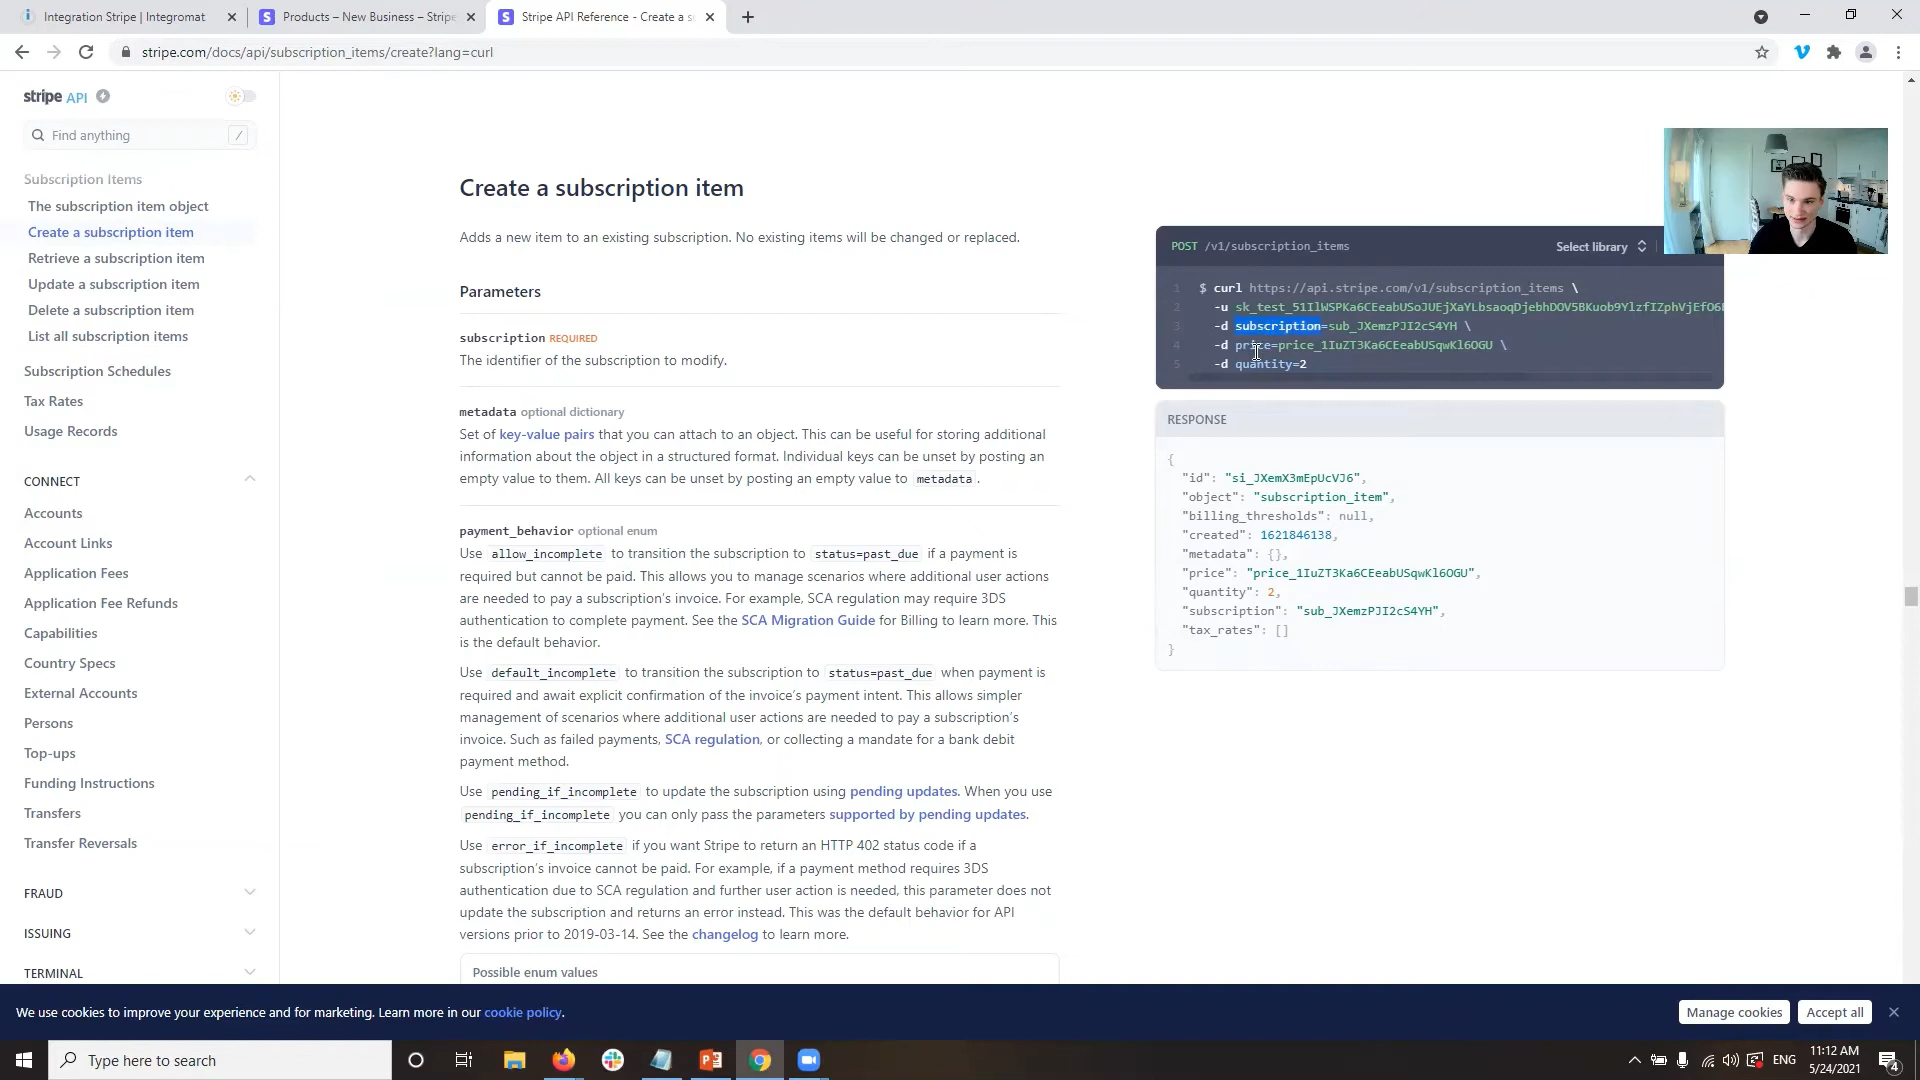 Integration Stripe | Integromat
Products – New Business – Stripe
Stripe API Reference - Create a s
stripe.com/docs/api/subscription_items/create?lang=curl
stripe API
Find anything
/
Subscription Items
The subscription item object
Create a subscription item
Retrieve a subscription item
Update a subscription item
Delete a subscription item
List all subscription items
Subscription Schedules
Tax Rates
Usage Records
CONNECT
Accounts
Account Links
Application Fees
Application Fee Refunds
Capabilities
Country Specs
External Accounts
Persons
Top-ups
Funding Instructions
Transfers
Transfer Reversals
FRAUD
ISSUING
TERMINAL
Create a subscription item
Adds a new item to an existing subscription. No existing items will be changed or replaced.
Parameters
subscription REQUIRED
The identifier of the subscription to modify.
metadata optional dictionary
Set of key-value pairs that you can attach to an object. This can be useful for storing additional
information about the object in a structured format. Individual keys can be unset by posting an
empty value to them. All keys can be unset by posting an empty value to metadata.
payment_behavior optional enum
Use allow_incomplete to transition the subscription to status=past_due if a payment is
required but cannot be paid. This allows you to manage scenarios where additional user actions
are needed to pay a subscription's invoice. For example, SCA regulation may require 3DS
authentication to complete payment. See the SCA Migration Guide for Billing to learn more. This
is the default behavior.
Use default_incomplete to transition the subscription to status=past_due when payment is
required and await explicit confirmation of the invoice's payment intent. This allows simpler
management of scenarios where additional user actions are needed to pay a subscription's
invoice. Such as failed payments, SCA regulation, or collecting a mandate for a bank debit
payment method.
Use pending_if_incomplete to update the subscription using pending updates. When you use
pending_if_incomplete you can only pass the parameters supported by pending updates.
Use error_if_incomplete if you want Stripe to return an HTTP 402 status code if a
subscription's invoice cannot be paid. For example, if a payment method requires 3DS
authentication due to SCA regulation and further user action is needed, this parameter does not
update the subscription and returns an error instead. This was the default behavior for API
versions prior to 2019-03-14. See the changelog to learn more.
Possible enum values
POST /v1/subscription_items
Select library
1 $ curl https://api.stripe.com/v1/subscription_items \
2 -u
3 -d subscription=sub_JXemzPJI2cS4YH \
4 -d price=price_1IuZT3Ka6CEeabUSqwKl6OGU \
5 -d quantity=2
RESPONSE
{
"id": "si_JXemX3mEpUcVJ6",
"object": "subscription_item",
"billing_thresholds": null,
"created": 1621846138,
"metadata": {},
"price": "price_1IuZT3Ka6CEeabUSqwKl6OGU",
"quantity": 2,
"subscription": "sub_JXemzPJI2cS4YH",
"tax_rates": []
}
We use cookies to improve your experience and for marketing. Learn more in our cookie policy.
Manage cookies
Accept all
Type here to search
ENG
11:12 AM
5/24/2021
4